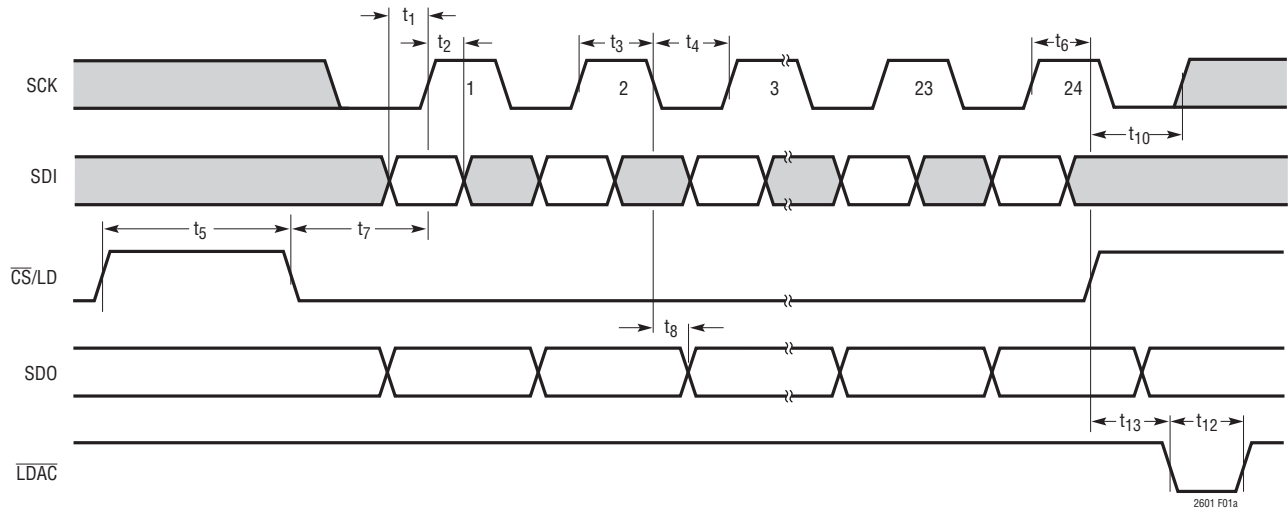 t1
t2 t3 t4 t6
SCK 1 2 3 23 24
t10
SDI
t5 t7
CS/LD
t8
SDO
t13 t12
LDAC
2601 F01a